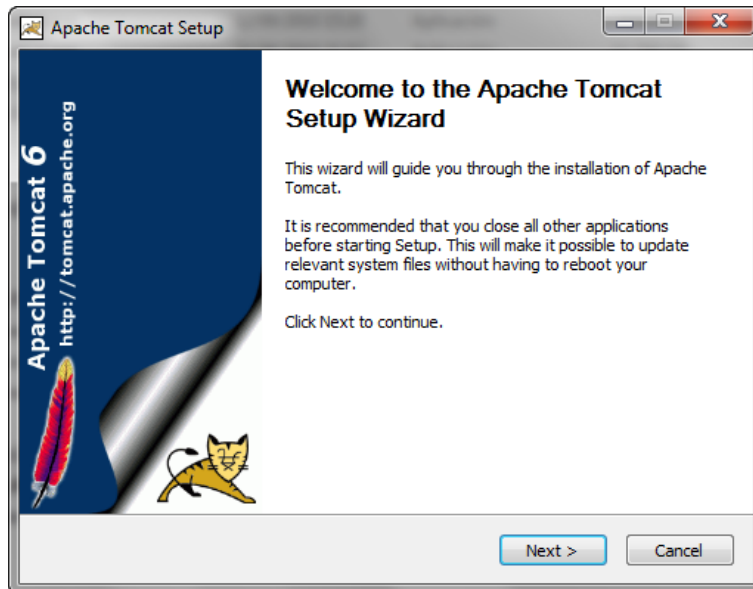 Apache Tomcat Setup
Apache Tomcat 6
http://tomcat.apache.org
Welcome to the Apache Tomcat
Setup Wizard
This wizard will guide you through the installation of Apache
Tomcat.
It is recommended that you close all other applications
before starting Setup. This will make it possible to update
relevant system files without having to reboot your
computer.
Click Next to continue.
Next >
Cancel